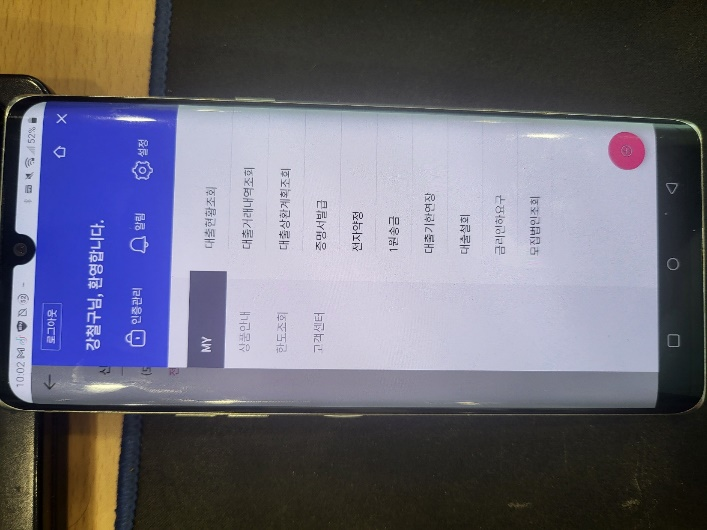 10:02
52%
로그아웃
강철구님, 환영합니다.
인증관리
알림
설정
MY
상품안내
한도조회
고객센터
대출현황조회
대출거래내역조회
대출상환계획조회
증명서발급
전자약정
1원송금
대출기한연장
대출철회
금리인하요구
모집법인조회